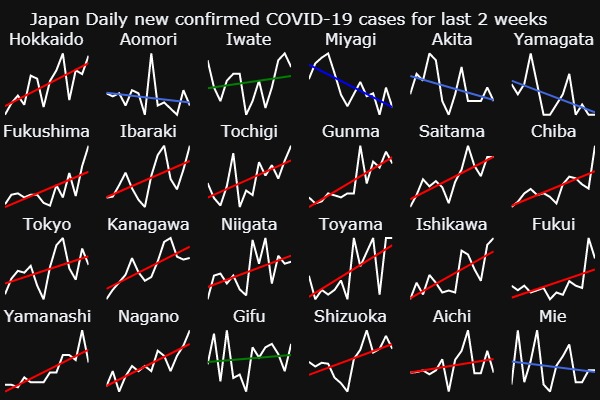 Japan Daily new confirmed COVID-19 cases for last 2 weeks
Hokkaido Aomori Iwate Miyagi Akita Yamagata
Fukushima Ibaraki Tochigi Gunma Saitama Chiba
Tokyo Kanagawa Niigata Toyama Ishikawa Fukui
Yamanashi Nagano Gifu Shizuoka Aichi Mie